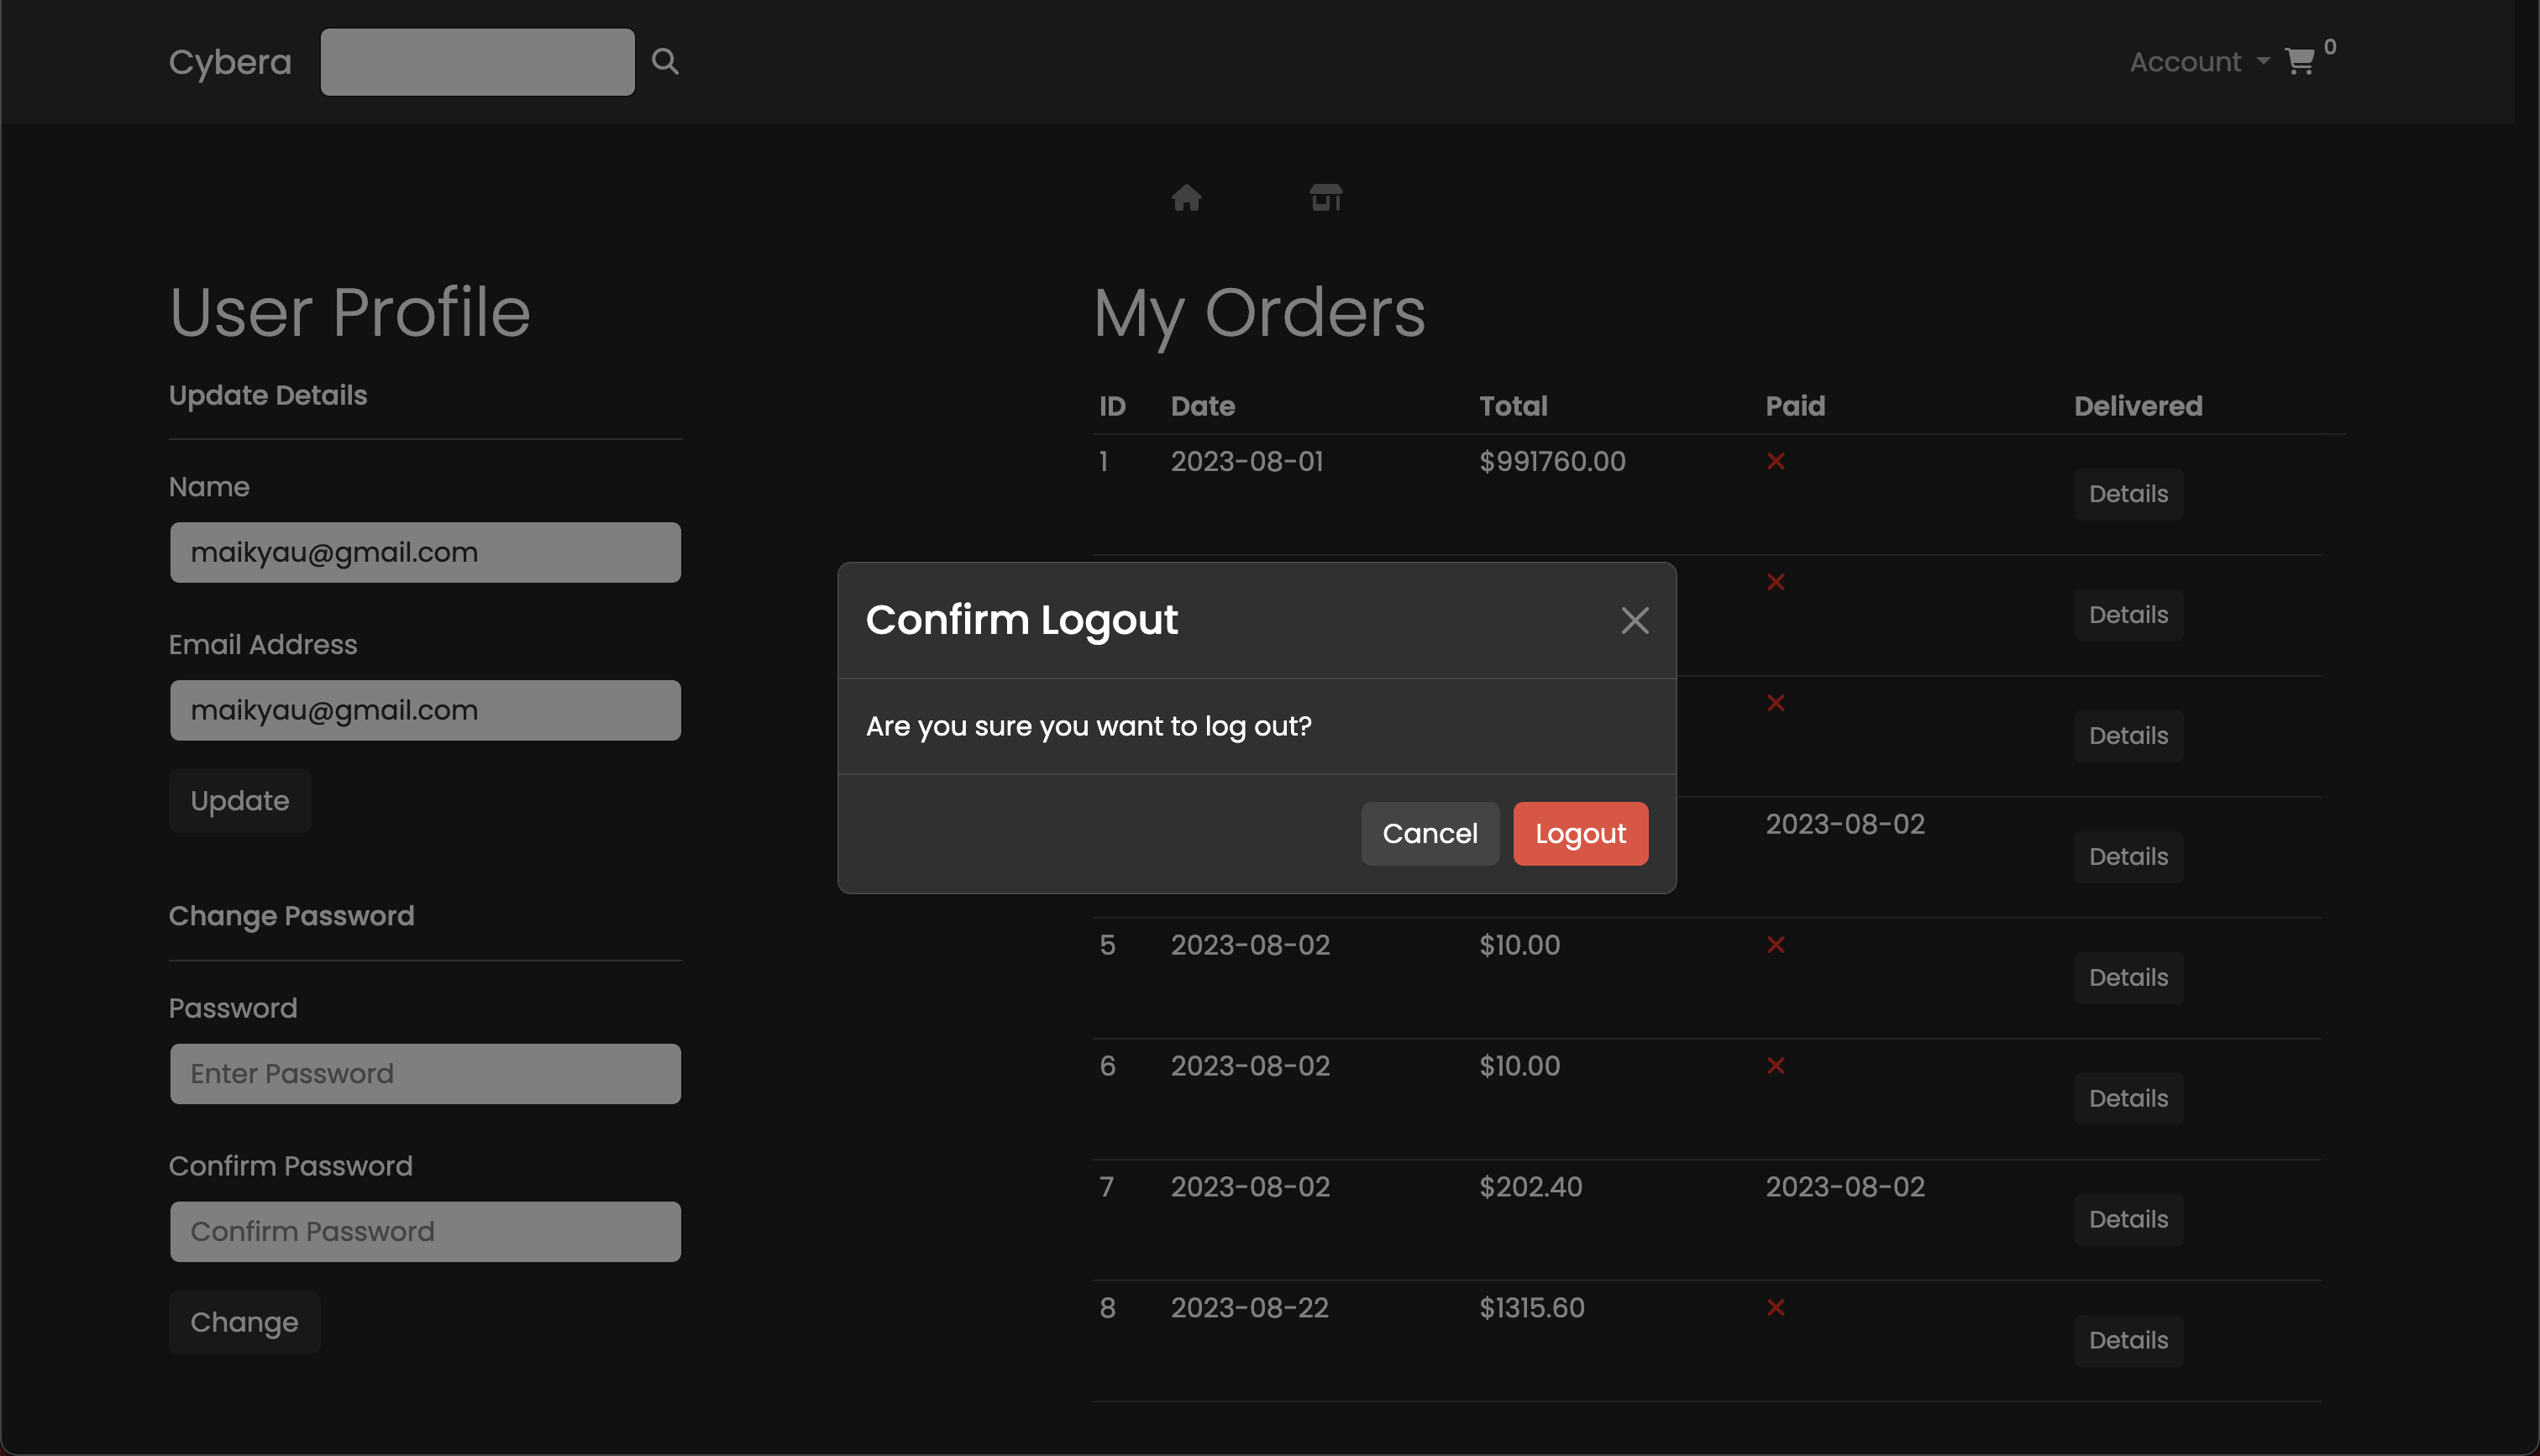 Cybera
Account 0
User Profile
Update Details
Name
maikyau@gmail.com
Email Address
maikyau@gmail.com
Update
Change Password
Password
Enter Password
Confirm Password
Confirm Password
Change
My Orders
ID Date Total Paid Delivered
1 2023-08-01 $991760.00
Details
Details
Details
2023-08-02
Details
5 2023-08-02 $10.00
Details
6 2023-08-02 $10.00
Details
7 2023-08-02 $202.40 2023-08-02
Details
8 2023-08-22 $1315.60
Details
Confirm Logout
Are you sure you want to log out?
Cancel Logout